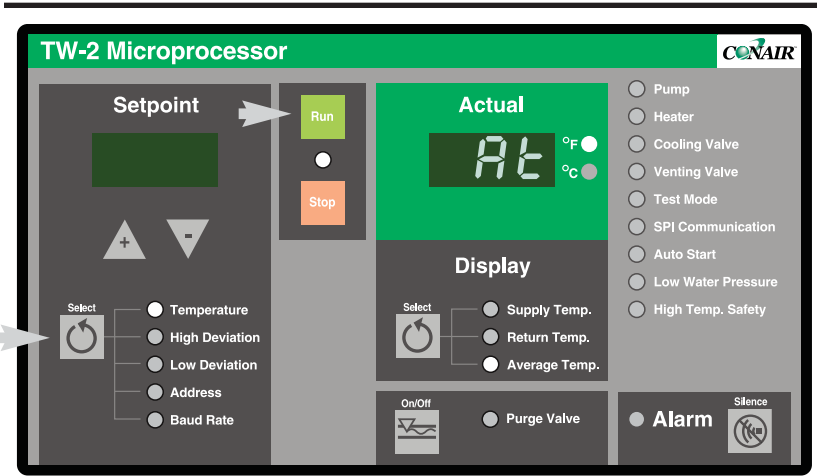 TW-2 Microprocessor
CONAIR
Setpoint
+
-
Select
Temperature
High Deviation
Low Deviation
Address
Baud Rate
Run
Stop
Actual
At
°F
°C
Display
Select
Supply Temp.
Return Temp.
Average Temp.
On/Off
Purge Valve
Pump
Heater
Cooling Valve
Venting Valve
Test Mode
SPI Communication
Auto Start
Low Water Pressure
High Temp. Safety
Alarm
Silence